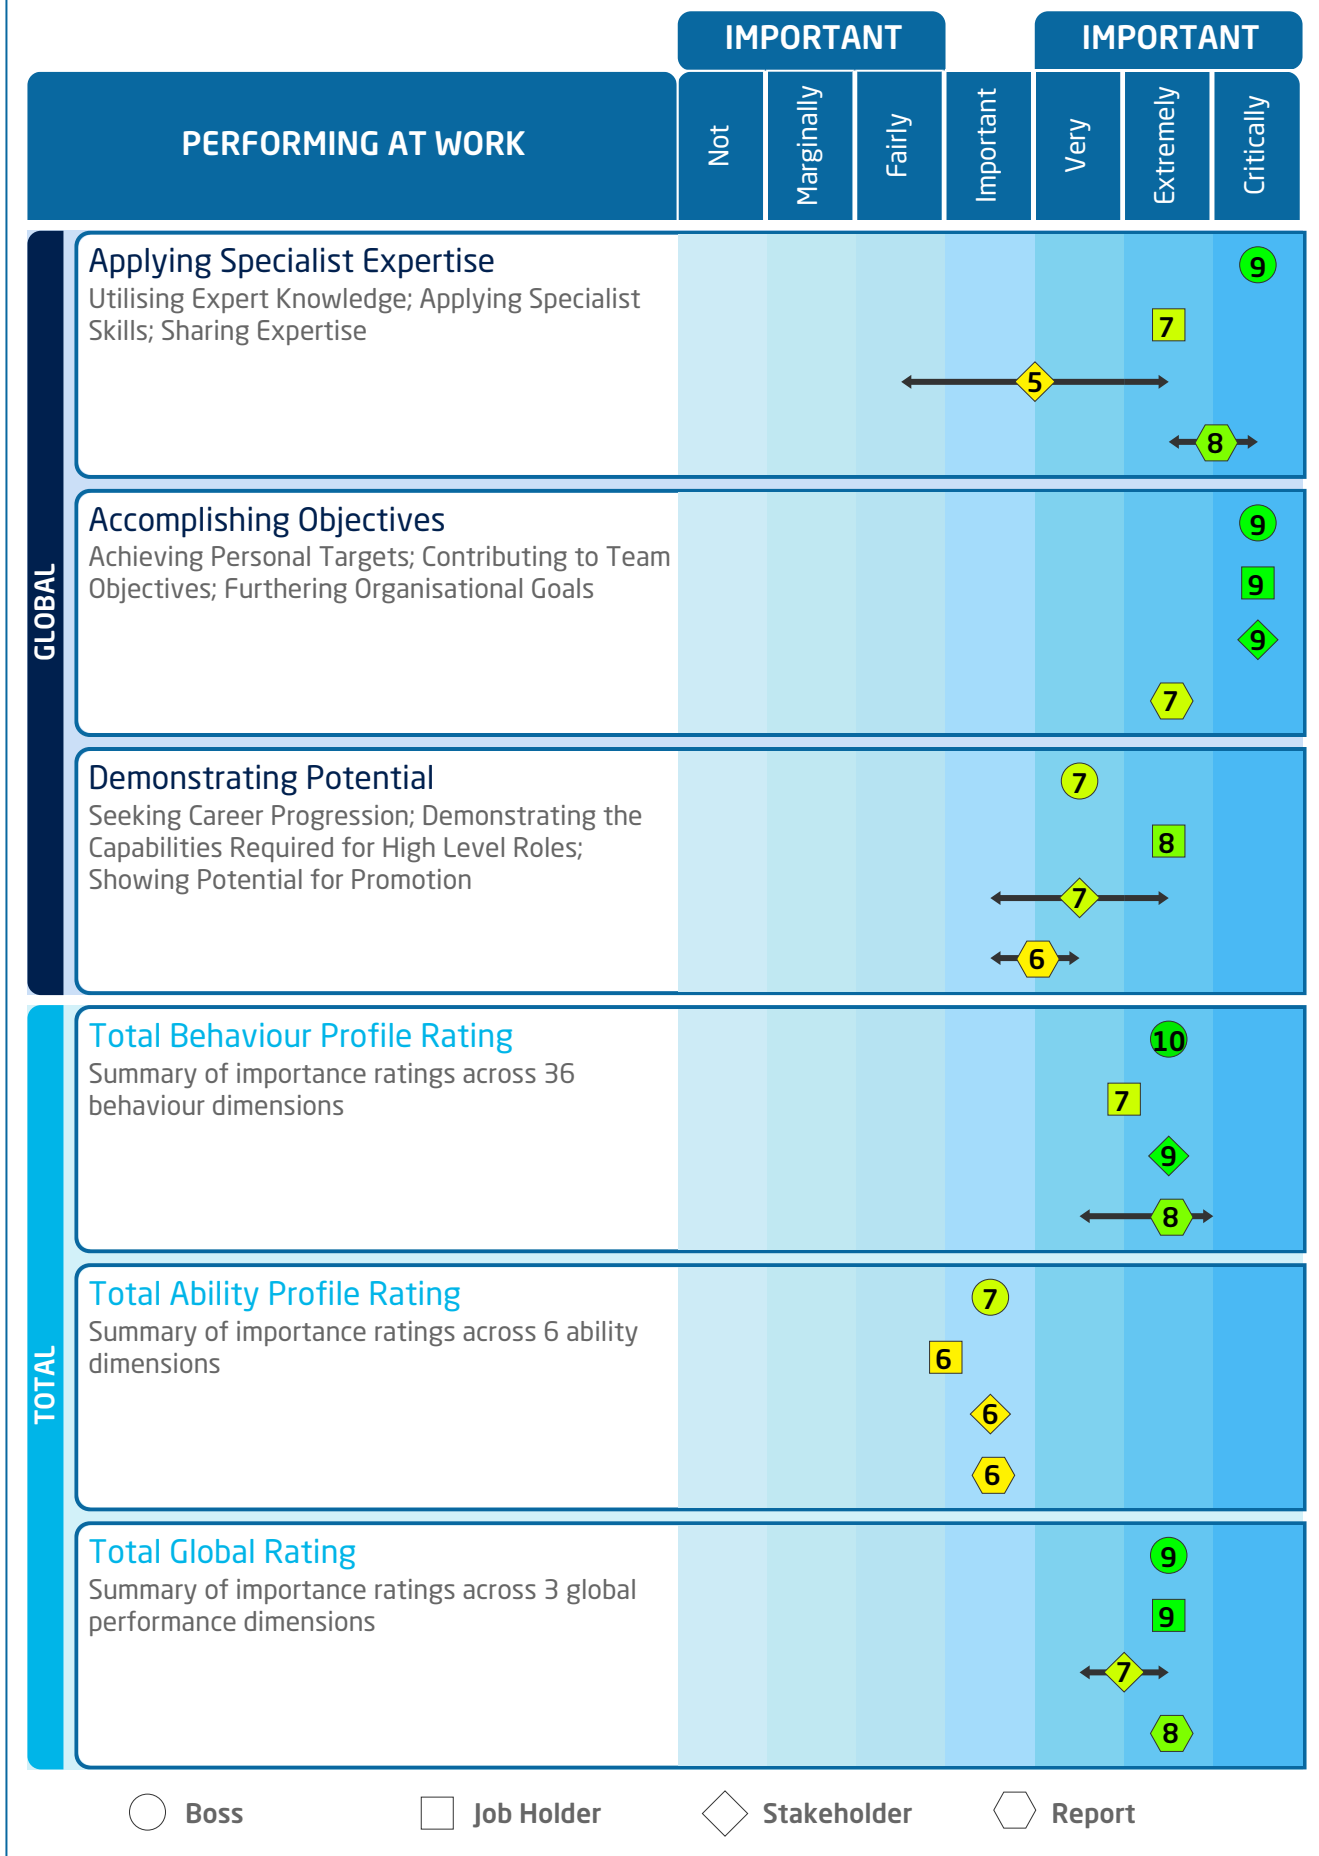 IMPORTANT
IMPORTANT
PERFORMING AT WORK
Not
Marginally
Fairly
Important
Very
Extremely
Critically
GLOBAL
Applying Specialist Expertise
Utilising Expert Knowledge; Applying Specialist
Skills; Sharing Expertise
9
7
5
8
Accomplishing Objectives
Achieving Personal Targets; Contributing to Team
Objectives; Furthering Organisational Goals
9
9
9
7
Demonstrating Potential
Seeking Career Progression; Demonstrating the
Capabilities Required for High Level Roles;
Showing Potential for Promotion
7
8
7
6
TOTAL
Total Behaviour Profile Rating
Summary of importance ratings across 36
behaviour dimensions
10
7
9
8
Total Ability Profile Rating
Summary of importance ratings across 6 ability
dimensions
7
6
6
6
Total Global Rating
Summary of importance ratings across 3 global
performance dimensions
9
9
7
8
Boss
Job Holder
Stakeholder
Report